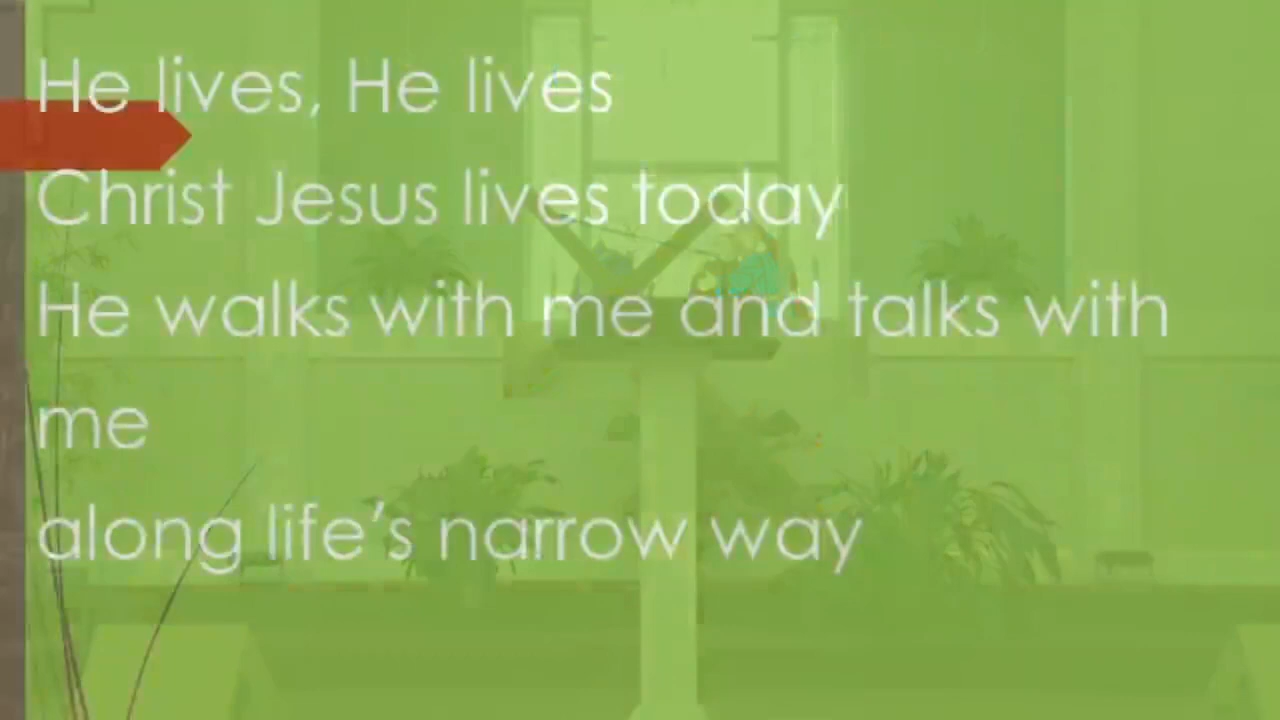 He lives, He lives
Christ Jesus lives today
He walks with me and talks with
me
along life’s narrow way